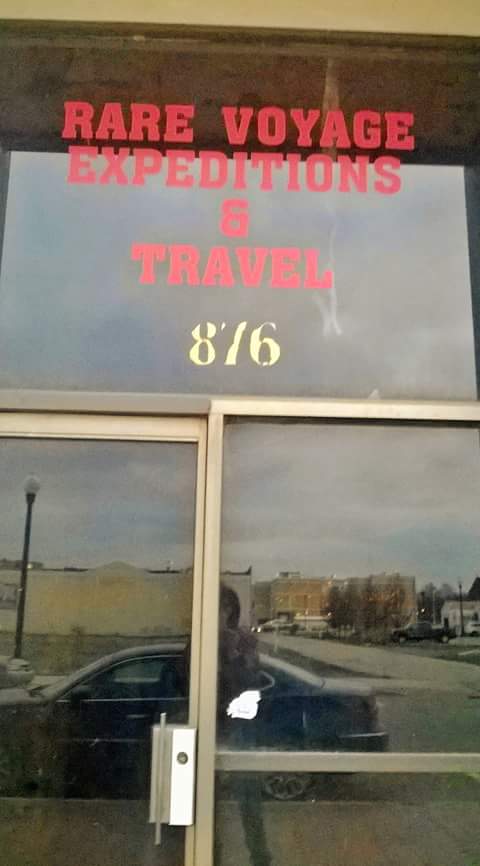 RARE VOYAGE
EXPEDITIONS
&
TRAVEL
876